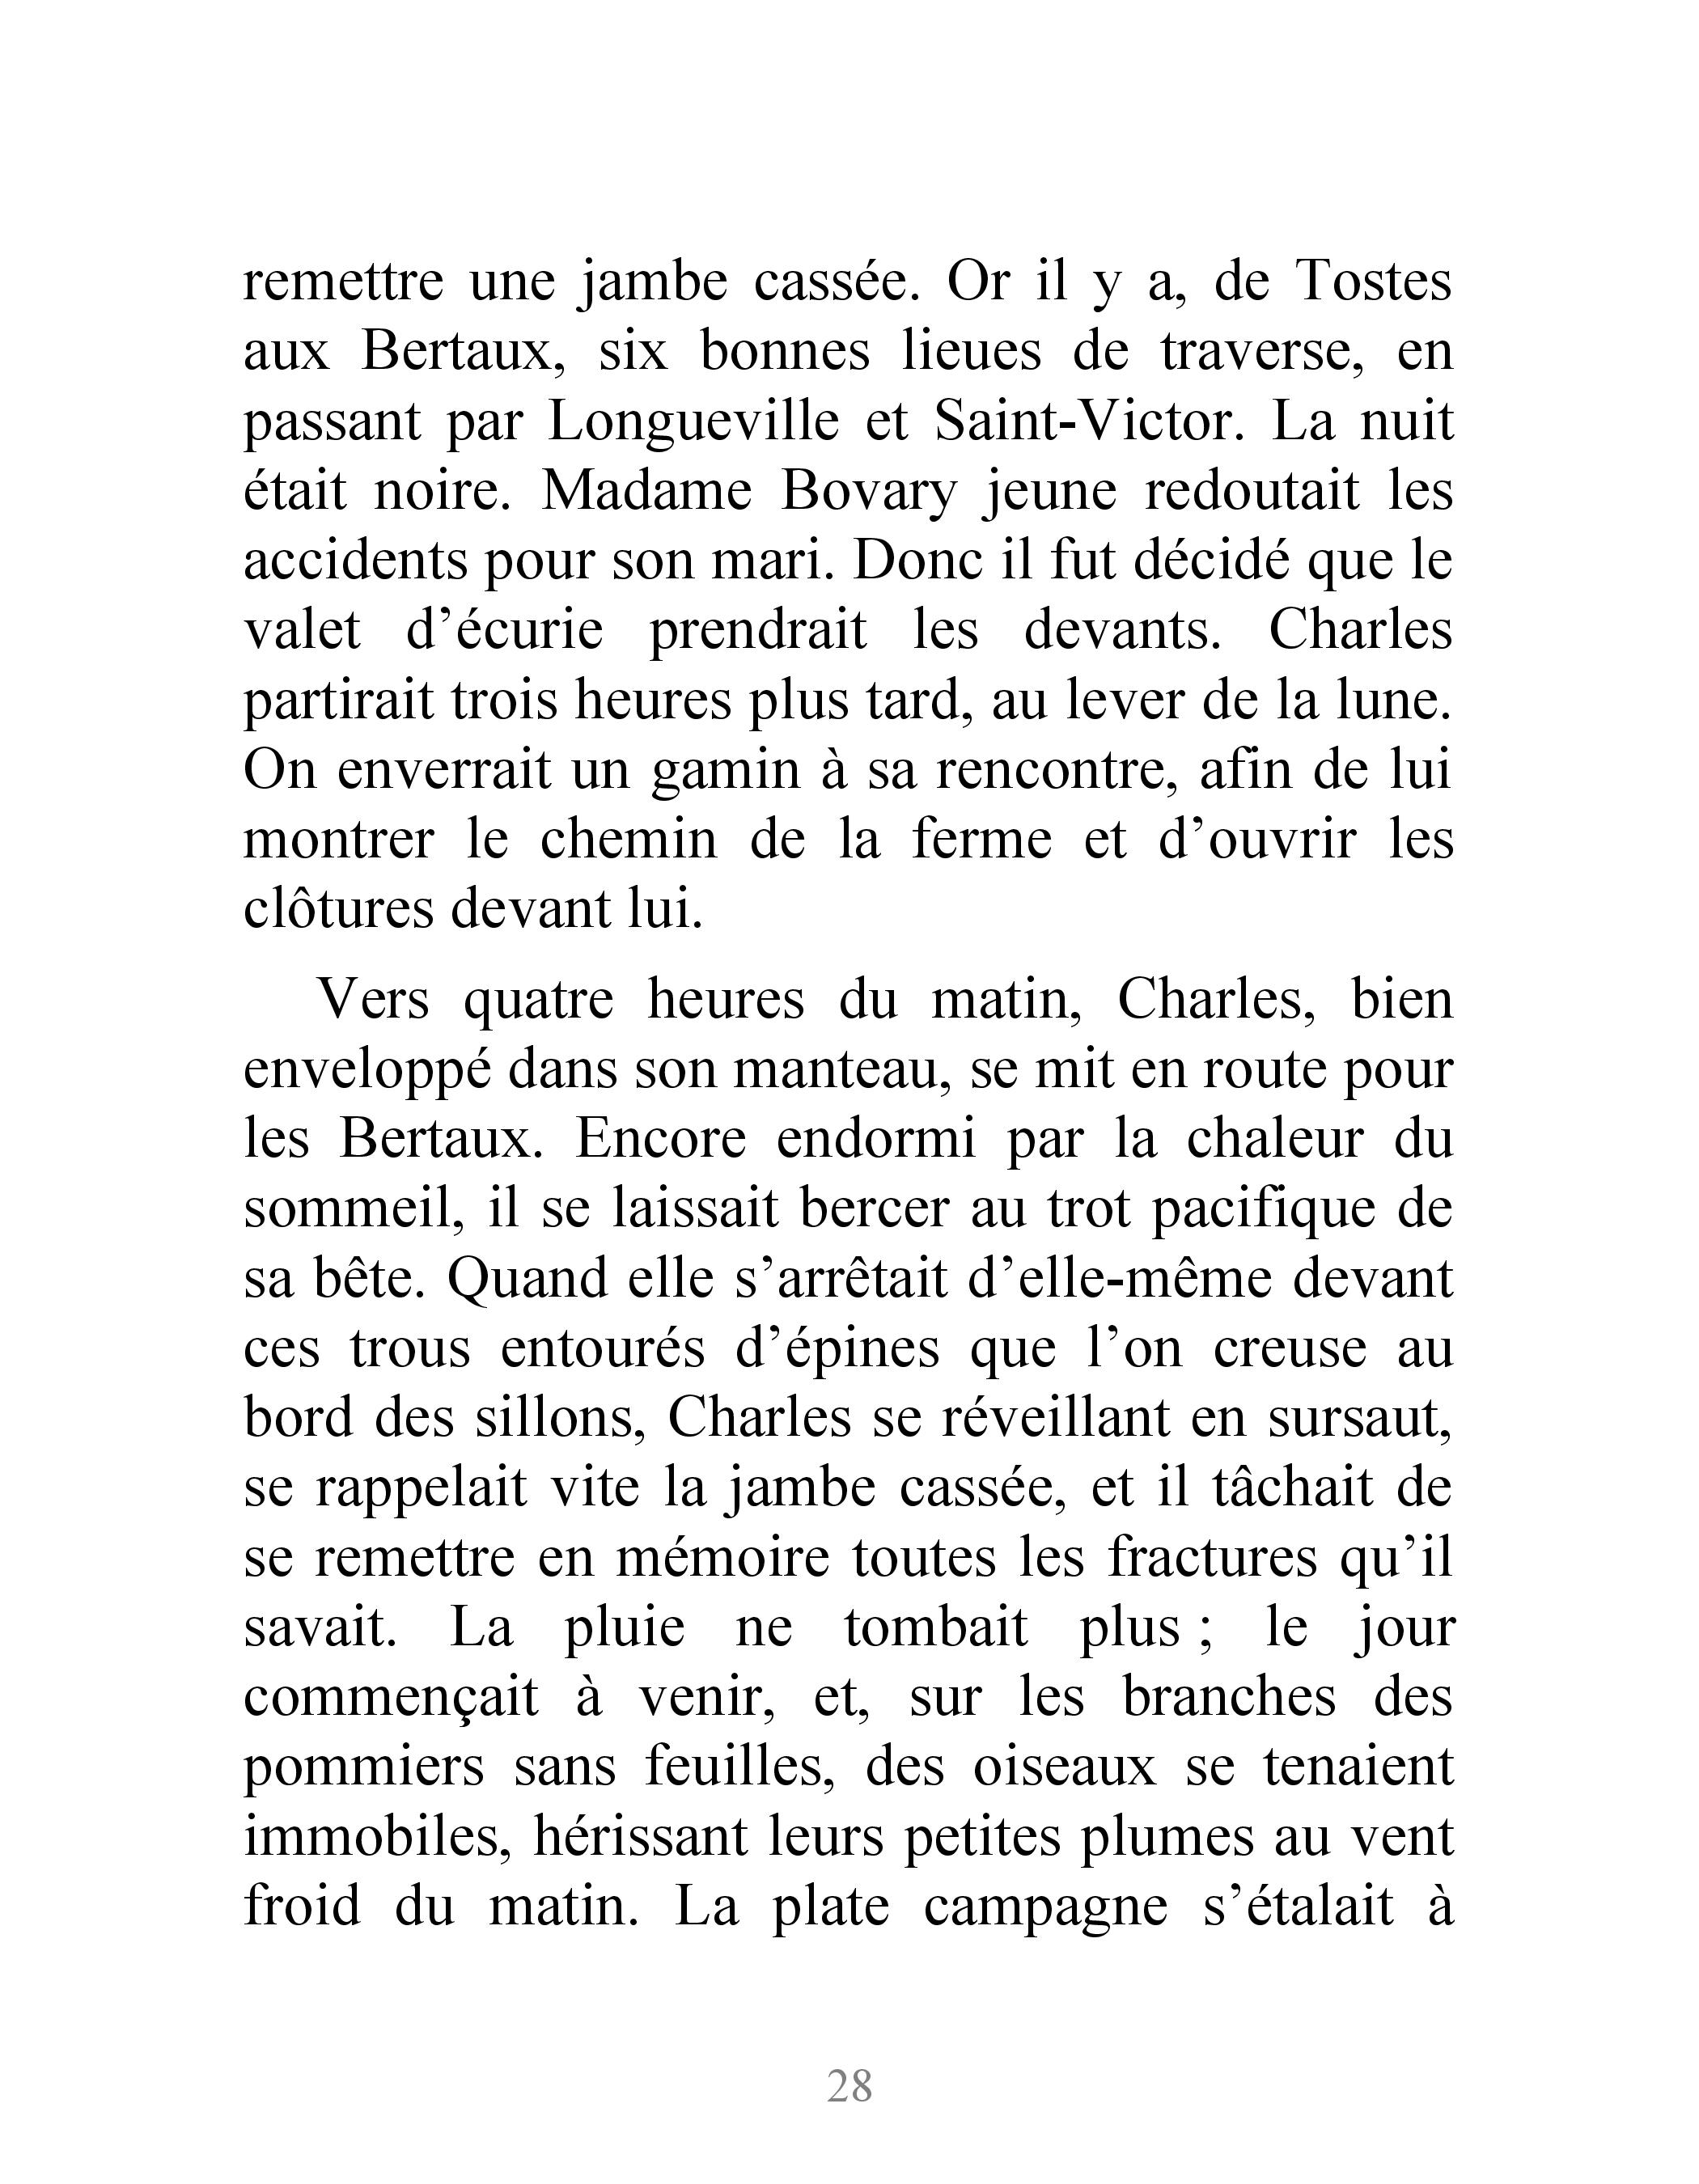 remettre une jambe cassée. Or il y a, de Tostes
aux Bertaux, six bonnes lieues de traverse, en
passant par Longueville et Saint-Victor. La nuit
était noire. Madame Bovary jeune redoutait les
accidents pour son mari. Donc il fut décidé que le
valet d’écurie prendrait les devants. Charles
partirait trois heures plus tard, au lever de la lune.
On enverrait un gamin à sa rencontre, afin de lui
montrer le chemin de la ferme et d’ouvrir les
clôtures devant lui.
Vers quatre heures du matin, Charles, bien
enveloppé dans son manteau, se mit en route pour
les Bertaux. Encore endormi par la chaleur du
sommeil, il se laissait bercer au trot pacifique de
sa bête. Quand elle s’arrêtait d’elle-même devant
ces trous entourés d’épines que l’on creuse au
bord des sillons, Charles se réveillant en sursaut,
se rappelait vite la jambe cassée, et il tâchait de
se remettre en mémoire toutes les fractures qu’il
savait. La pluie ne tombait plus ; le jour
commençait à venir, et, sur les branches des
pommiers sans feuilles, des oiseaux se tenaient
immobiles, hérissant leurs petites plumes au vent
froid du matin. La plate campagne s’étalait à
28